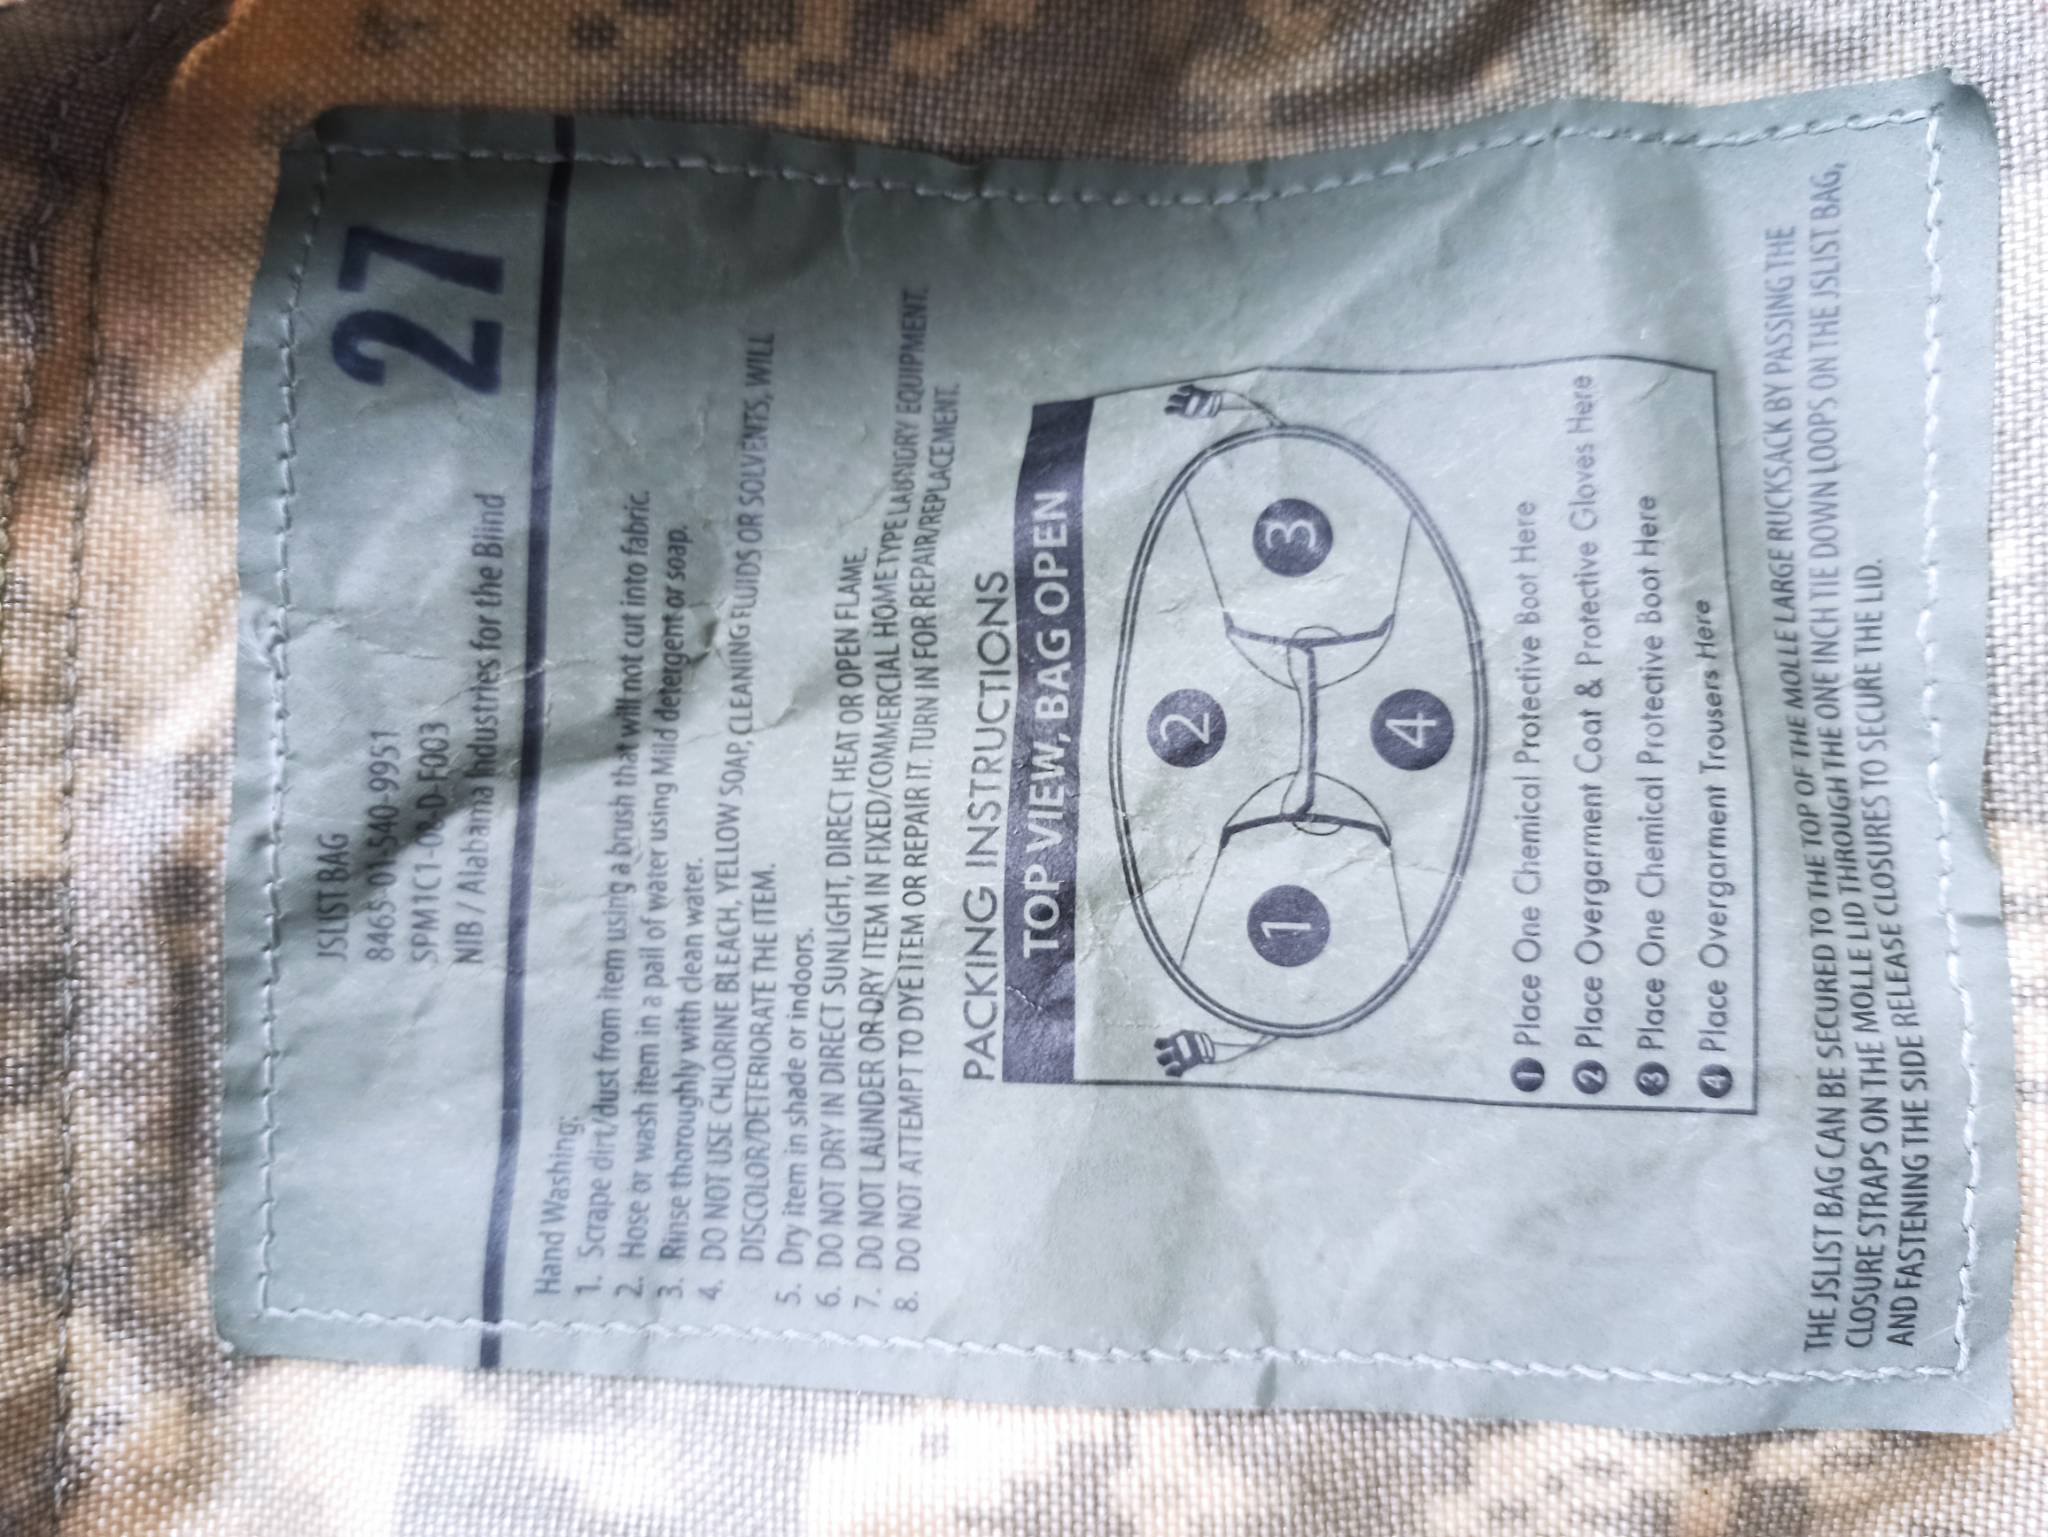 JSLIST BAG
8465-01-540-9951
SPM1C1-08-D-F003
NIB / Alabama Industries for the Blind
27
Hand Washing:
1. Scrape dirt/dust from item using a brush that will not cut into fabric.
2. Hose or wash item in a pail of water using Mild detergent or soap.
3. Rinse thoroughly with clean water.
4. DO NOT USE CHLORINE BLEACH, YELLOW SOAP, CLEANING FLUIDS OR SOLVENTS, WILL
DISCOLOR/DETERIORATE THE ITEM.
5. Dry item in shade or indoors.
6. DO NOT DRY IN DIRECT SUNLIGHT, DIRECT HEAT OR OPEN FLAME.
7. DO NOT LAUNDER OR DRY ITEM IN FIXED/COMMERCIAL HOME TYPE LAUNDRY EQUIPMENT.
8. DO NOT ATTEMPT TO DYE ITEM OR REPAIR IT. TURN IN FOR REPAIR/REPLACEMENT.
PACKING INSTRUCTIONS
TOP VIEW, BAG OPEN
2
1 3
4
1 Place One Chemical Protective Boot Here
2 Place Overgarment Coat & Protective Gloves Here
3 Place One Chemical Protective Boot Here
4 Place Overgarment Trousers Here
THE JSLIST BAG CAN BE SECURED TO THE TOP OF THE MOLLE LARGE RUCKSACK BY PASSING THE
CLOSURE STRAPS ON THE MOLLE LID THROUGH THE ONE INCH TIE DOWN LOOPS ON THE JSLIST BAG,
AND FASTENING THE SIDE RELEASE CLOSURES TO SECURE THE LID.